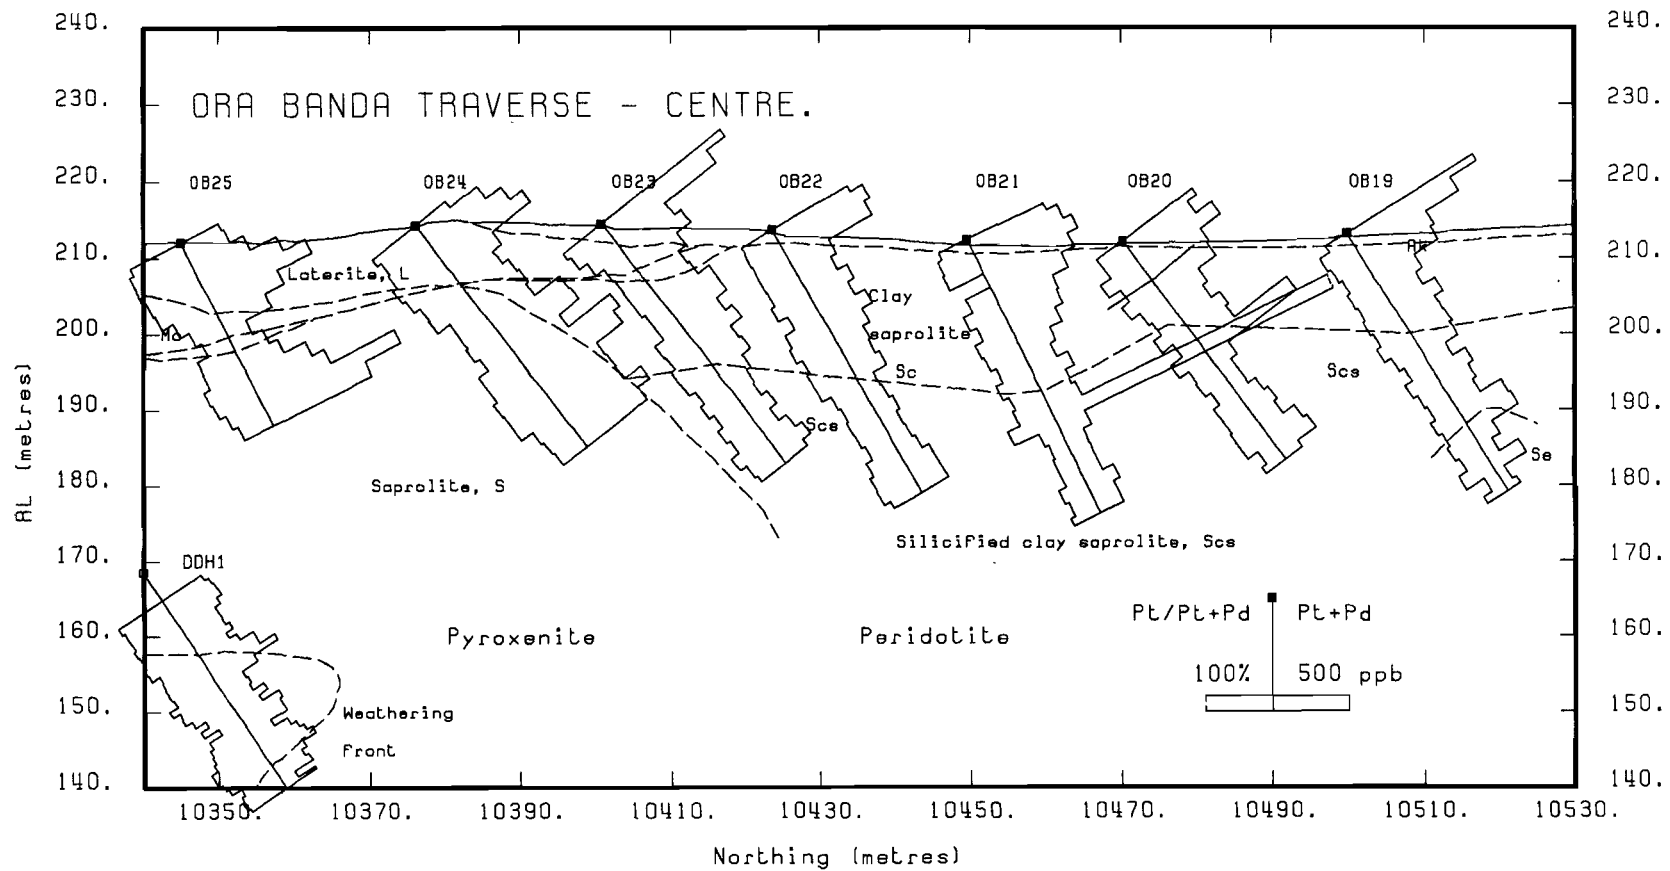 240.
240.
230.
ORA BANDA TRAVERSE - CENTRE.
230.
220.
OB25
OB24
OB23
OB22
OB21
OB20
OB19
220.
210.
Laterite, L
Ak
210.
200.
Mo
Clay
saprolite
200.
Sc
Scs
190.
Scs
Se
190.
180.
Saprolite, S
180.
170.
DDH1
Silicified clay saprolite, Scs
170.
160.
Pyroxenite
Peridotite
Pt/Pt+Pd
Pt+Pd
160.
100%
500 ppb
150.
Weathering
Front
150.
140.
140.
10350.
10370.
10390.
10410.
10430.
10450.
10470.
10490.
10510.
10530.
RL (metres)
Northing (metres)